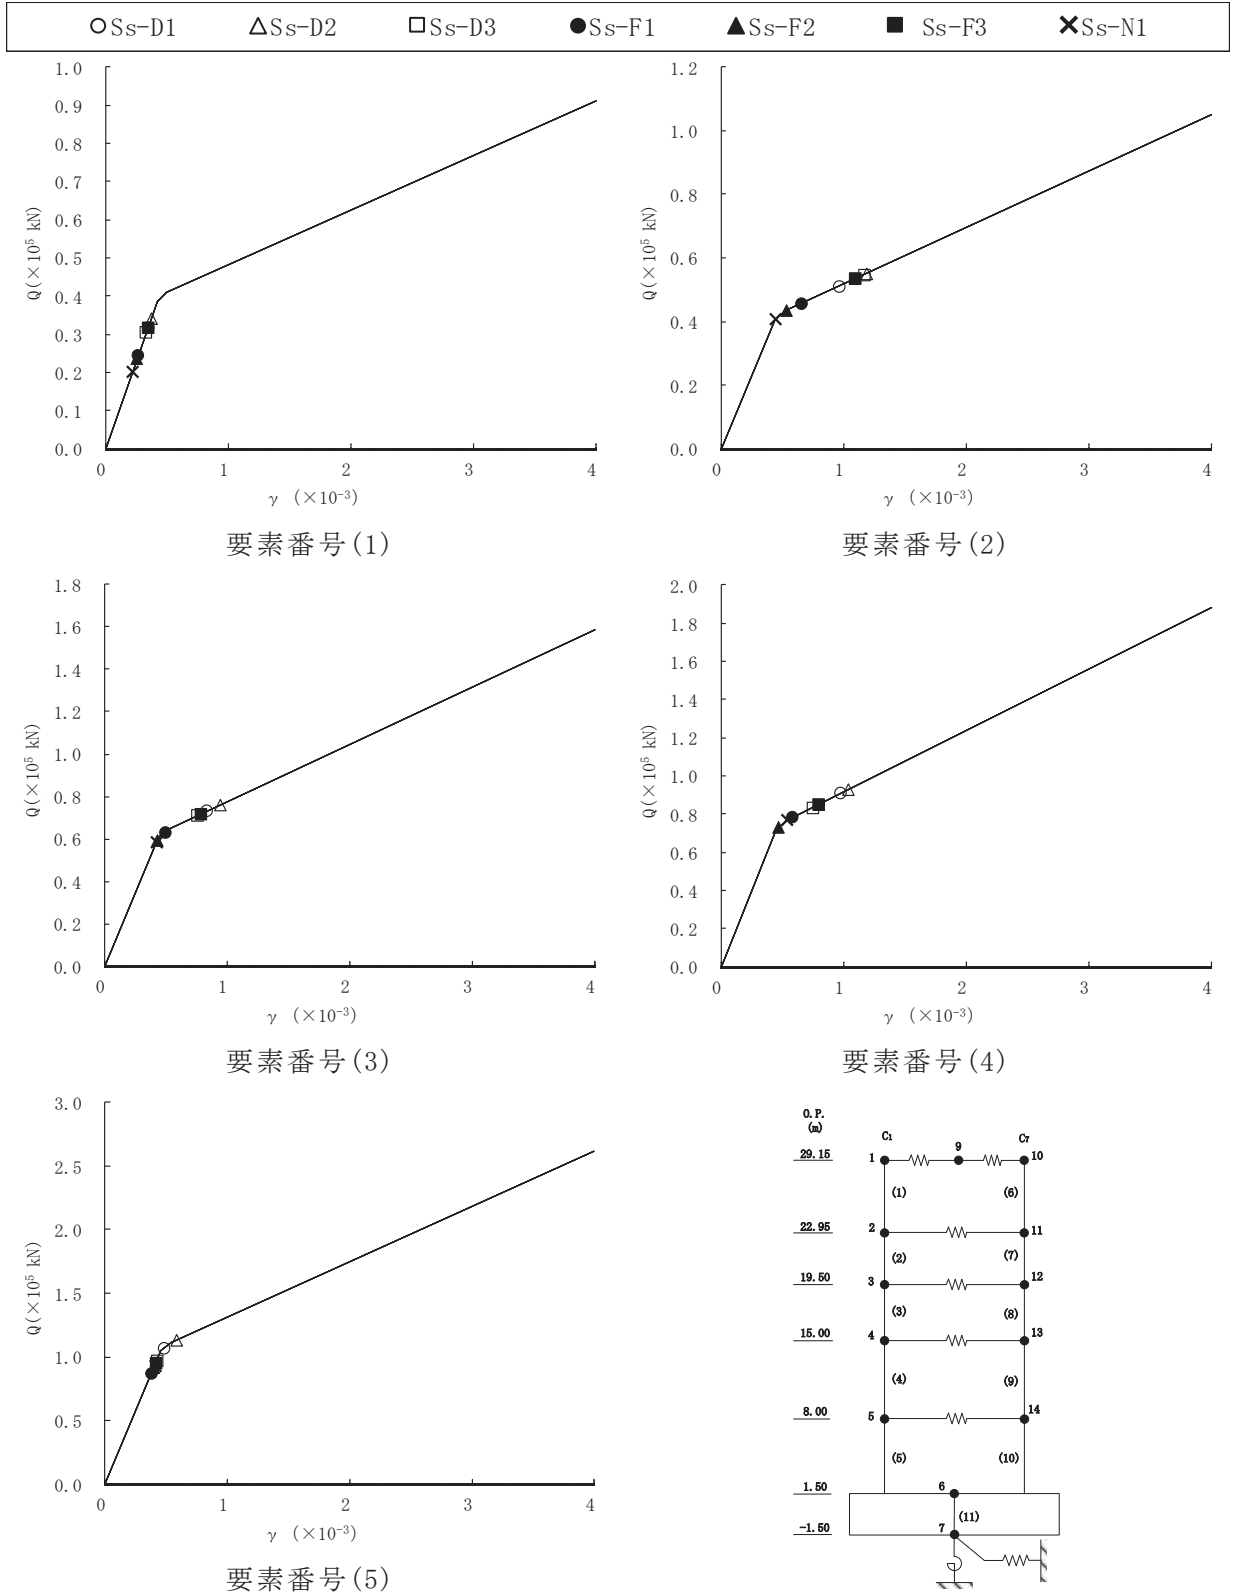 ○Ss-D1 △Ss-D2 □Ss-D3 ●Ss-F1 ▲Ss-F2 ■ Ss-F3 ×Ss-N1
1.0
0.9
0.8
0.7
0.6
0.5
0.4
0.3
0.2
0.1
0.0
Q(×10⁵ kN)
0 1 2 3 4
γ (×10⁻³)
要素番号(1)
1.2
1.0
0.8
0.6
0.4
0.2
0.0
Q(×10⁵ kN)
0 1 2 3 4
γ (×10⁻³)
要素番号(2)
1.8
1.6
1.4
1.2
1.0
0.8
0.6
0.4
0.2
0.0
Q(×10⁵ kN)
0 1 2 3 4
γ (×10⁻³)
要素番号(3)
2.0
1.8
1.6
1.4
1.2
1.0
0.8
0.6
0.4
0.2
0.0
Q(×10⁵ kN)
0 1 2 3 4
γ (×10⁻³)
要素番号(4)
3.0
2.5
2.0
1.5
1.0
0.5
0.0
Q(×10⁵ kN)
0 1 2 3 4
γ (×10⁻³)
要素番号(5)
O.P.
(m)
C₁ C₇
29.15 1 9 10
(1) (6)
22.95 2 11
(2) (7)
19.50 3 12
(3) (8)
15.00 4 13
(4) (9)
8.00 5 14
(5) (10)
1.50 6
(11)
-1.50 7